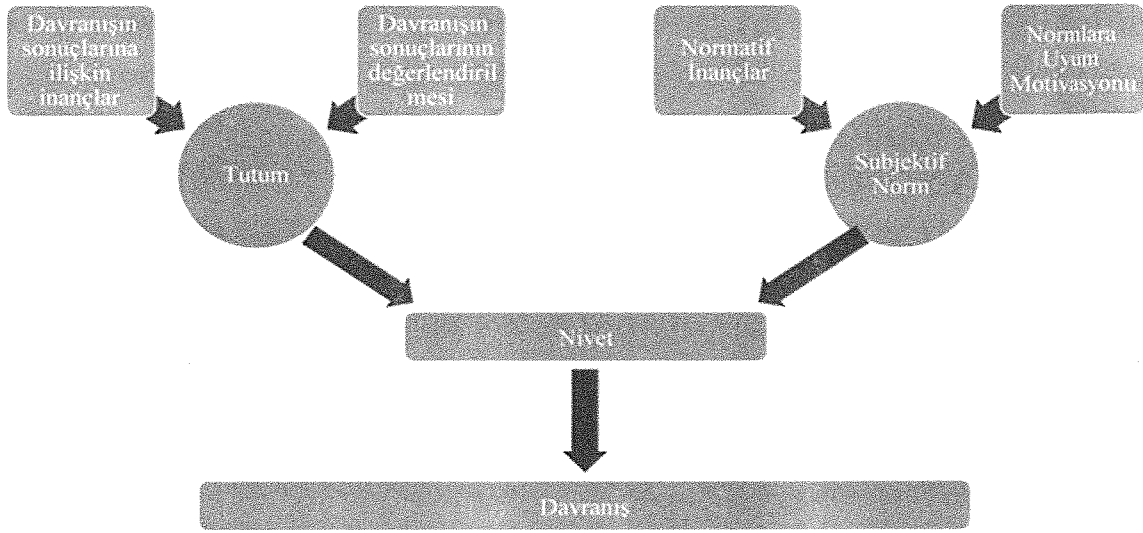 Davranışın
sonuçlarına
ilişkin
inançlar
Davranışın
sonuçlarının
değerlendiril
mesi
Normatif
İnançlar
Normlara
Uyum
Motivasyonu
Tutum
Subjektif
Norm
Niyet
Davranış